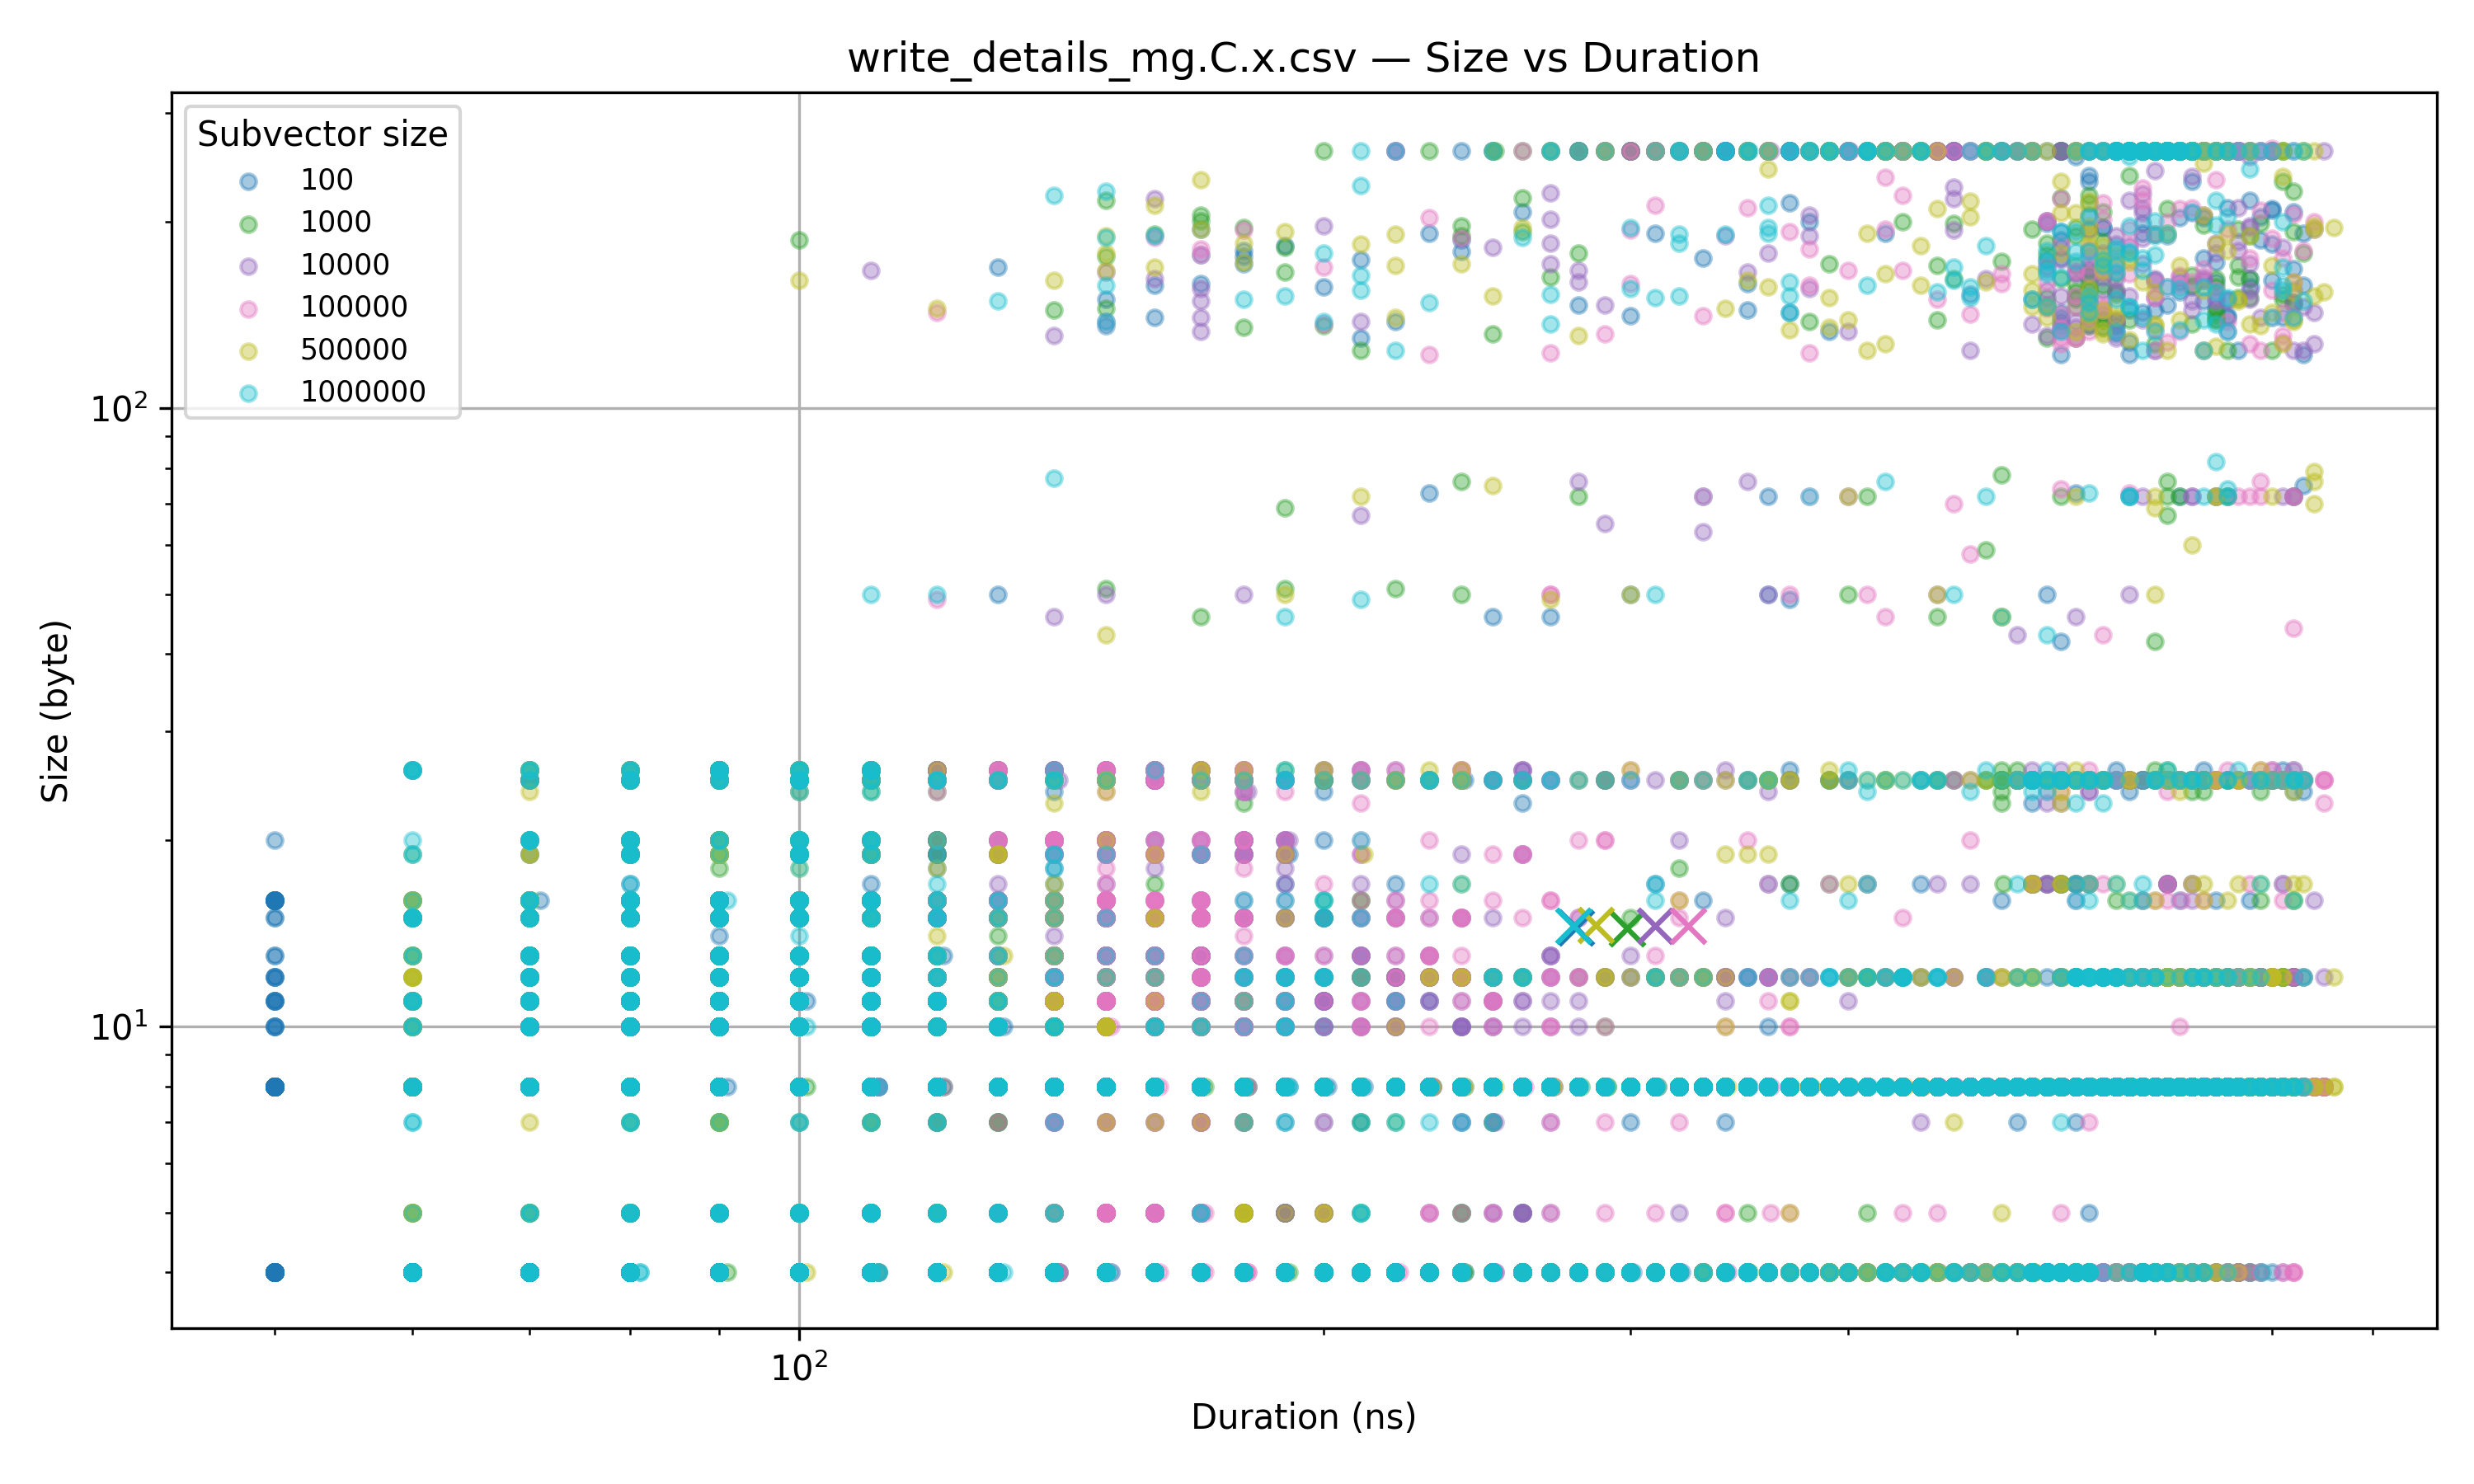 write_details_mg.C.x.csv — Size vs Duration
Subvector size
100
1000
10000
100000
500000
1000000
10²
10¹
Size (byte)
10²
Duration (ns)